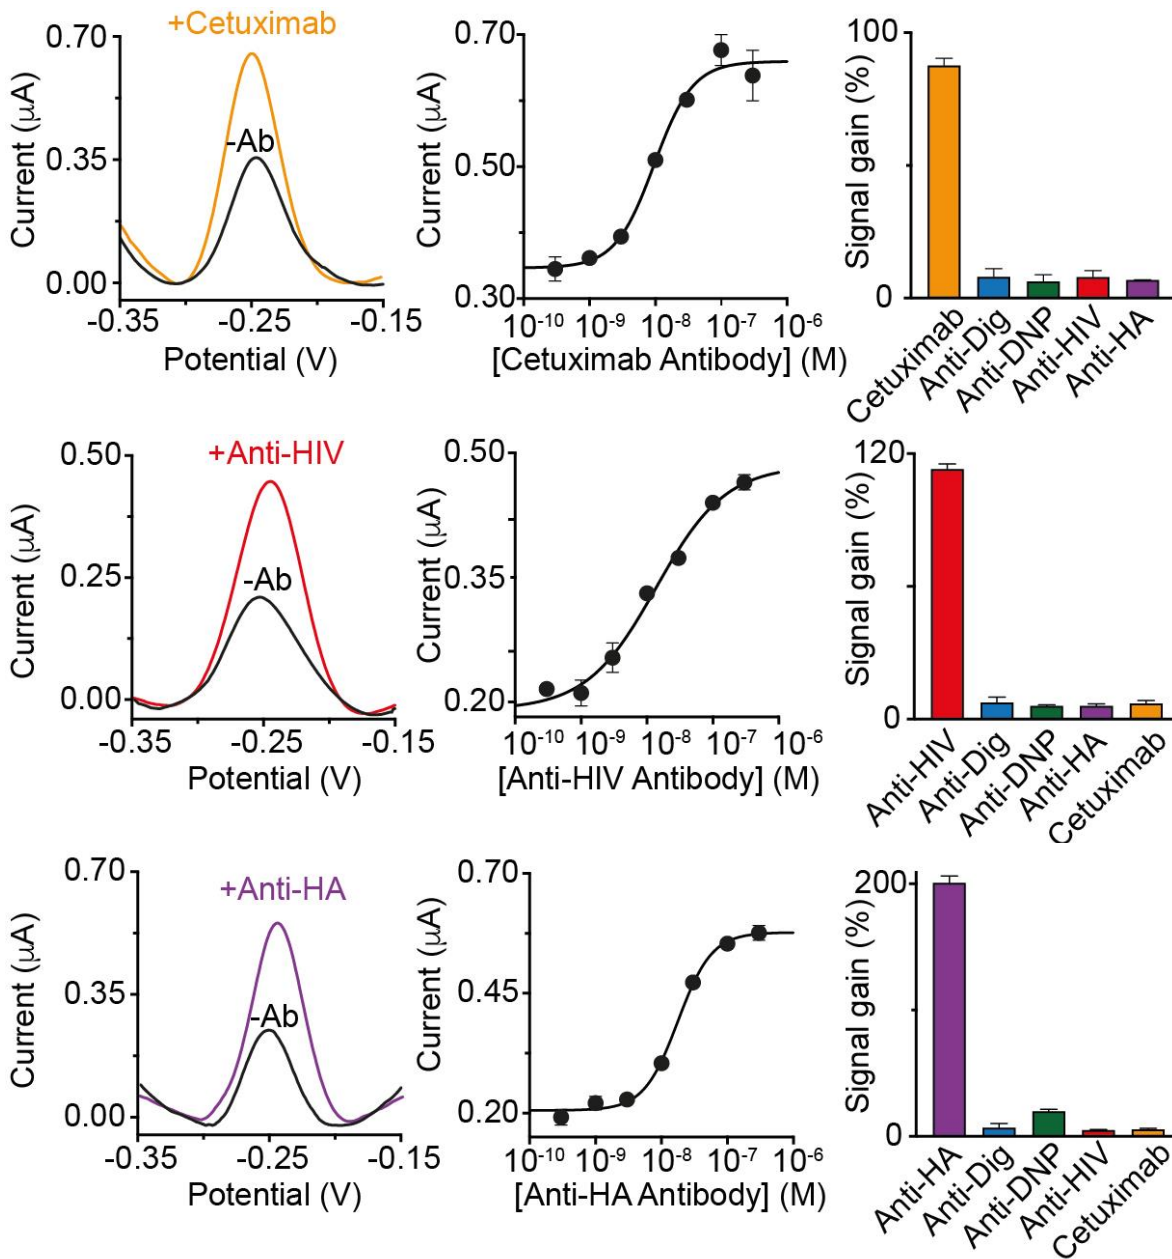 +Cetuximab
0.70
0.35
0.00
-Ab
Current (μA)
-0.35 -0.25 -0.15
Potential (V)
0.70
0.50
0.30
Current (μA)
10-10 10-9 10-8 10-7 10-6
[Cetuximab Antibody] (M)
100
0
Signal gain (%)
Cetuximab
Anti-Dig
Anti-DNP
Anti-HIV
Anti-HA
+Anti-HIV
0.50
0.25
0.00
-Ab
Current (μA)
-0.35 -0.25 -0.15
Potential (V)
0.50
0.35
0.20
Current (μA)
10-10 10-9 10-8 10-7 10-6
[Anti-HIV Antibody] (M)
120
0
Signal gain (%)
Anti-HIV
Anti-Dig
Anti-DNP
Anti-HA
Cetuximab
+Anti-HA
0.70
0.35
0.00
-Ab
Current (μA)
-0.35 -0.25 -0.15
Potential (V)
0.70
0.45
0.20
Current (μA)
10-10 10-9 10-8 10-7 10-6
[Anti-HA Antibody] (M)
200
0
Signal gain (%)
Anti-HA
Anti-Dig
Anti-DNP
Anti-HIV
Cetuximab